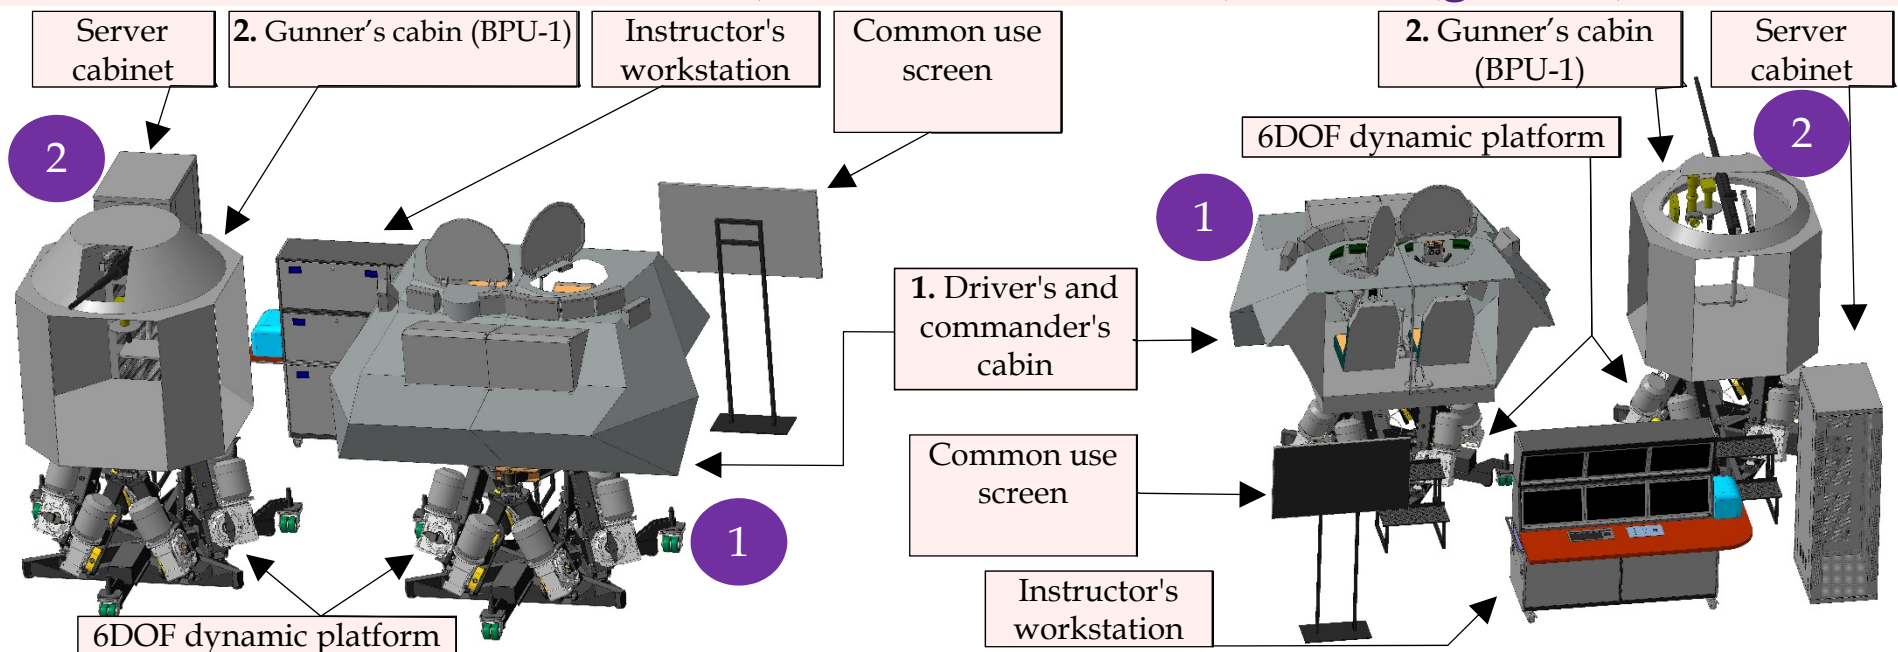 Server
cabinet
2. Gunner's cabin (BPU-1)
Instructor's
workstation
Common use
screen
2. Gunner's cabin
(BPU-1)
Server
cabinet
6DOF dynamic platform
2
2
1
1. Driver's and
commander's
cabin
Common use
screen
1
Instructor's
workstation
6DOF dynamic platform